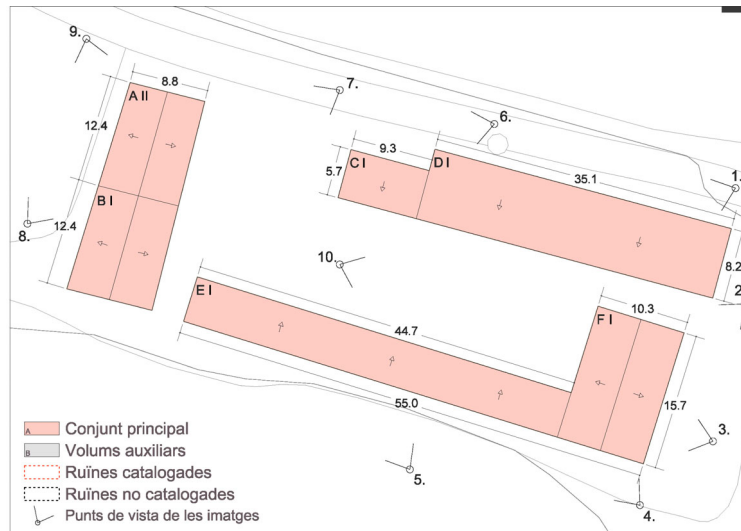 9.
7.
6.
1.
8.8
A II
12.4
9.3
C I
D I
5.7
35.1
B I
12.4
8.
10.
8.2
2
E I
F I
10.3
44.7
55.0
15.7
3.
5.
4.
A Conjunt principal
B Volums auxiliars
Ruïnes catalogades
Ruïnes no catalogades
Punts de vista de les imatges